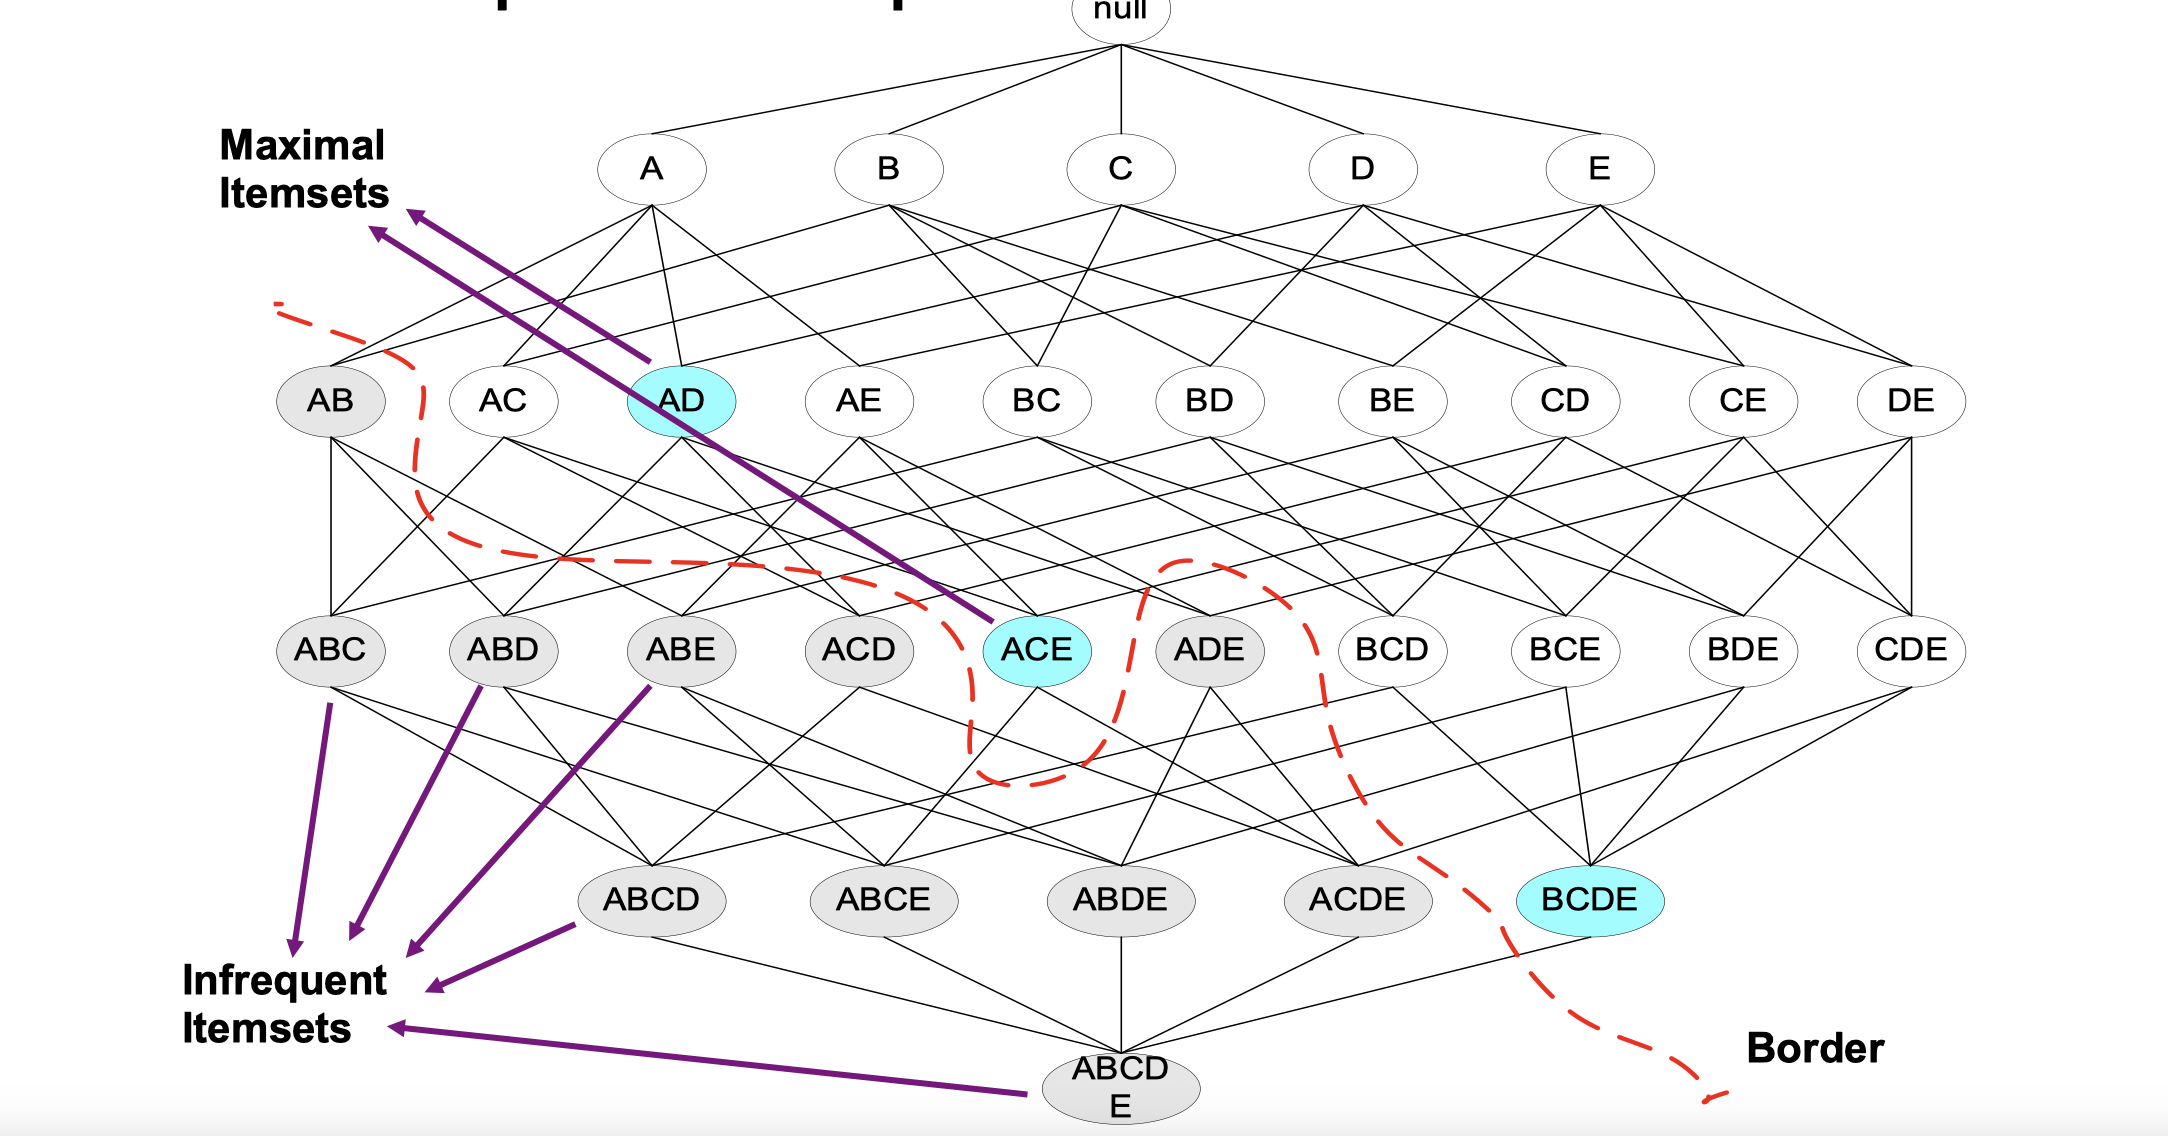 null
A B C D E
Maximal
Itemsets
AB AC AD AE BC BD BE CD CE DE
ABC ABD ABE ACD ACE ADE BCD BCE BDE CDE
ABCD ABCE ABDE ACDE BCDE
Infrequent
Itemsets
Border
ABCD
E